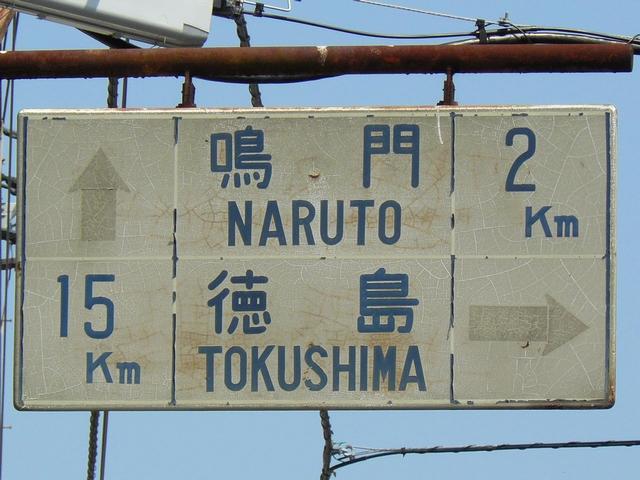 鳴門 2
NARUTO Km
15 徳島
Km TOKUSHIMA